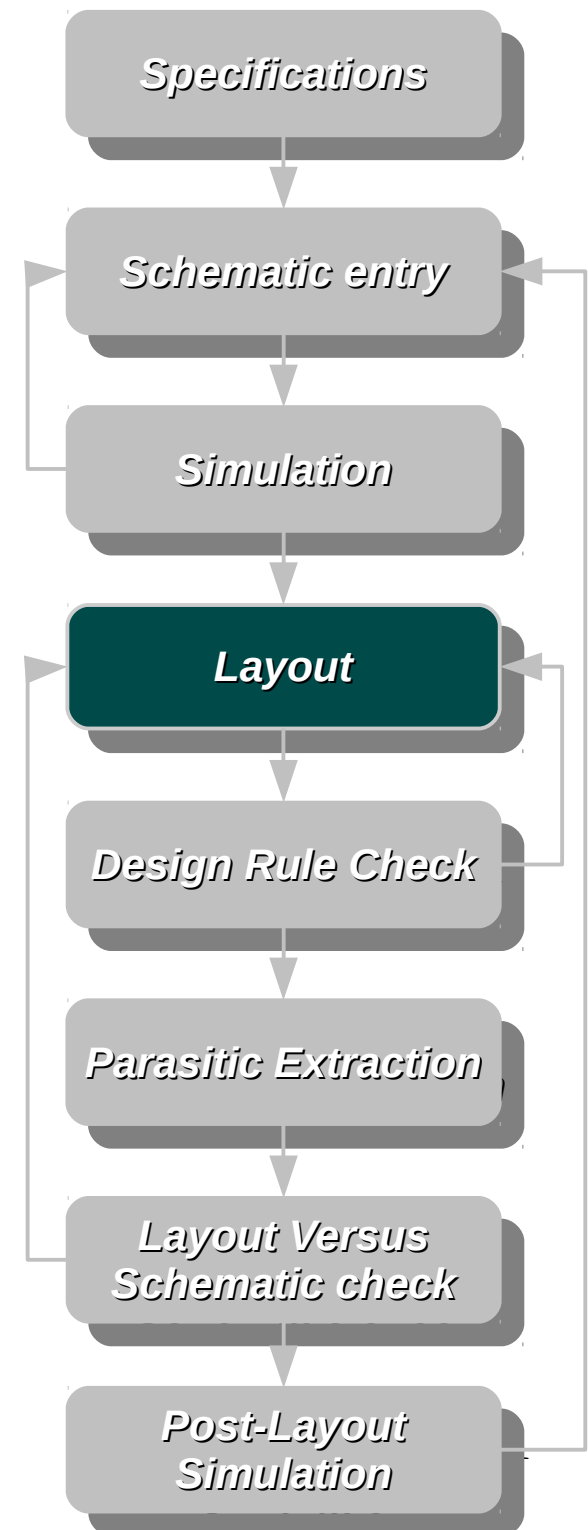 Specifications
Schematic entry
Simulation
Layout
Design Rule Check
Parasitic Extraction
Layout Versus
Schematic check
Post-Layout
Simulation